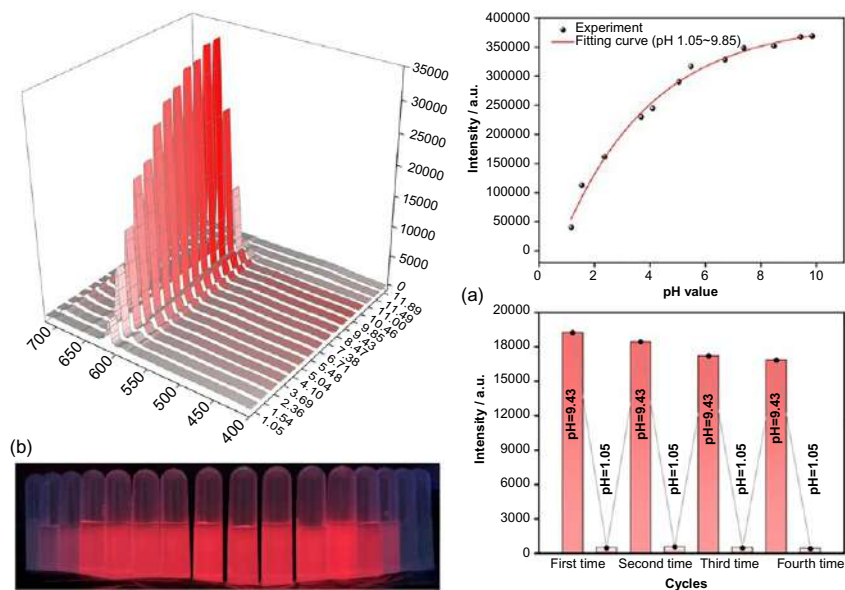 35000
30000
25000
20000
15000
10000
5000
0
11.89
11.49
11.00
10.46
9.85
9.43
8.47
7.38
6.71
5.48
5.04
4.10
3.69
2.36
1.54
1.05
700
650
600
550
500
450
400
Intensity / a.u.
400000
350000
300000
250000
200000
150000
100000
50000
0
Experiment
Fitting curve (pH 1.05~9.85)
0
2
4
6
8
10
pH value
(a)
Intensity / a.u.
18000
20000
15000
12000
9000
6000
3000
0
pH=9.43
pH=1.05
pH=9.43
pH=1.05
pH=9.43
pH=1.05
pH=9.43
pH=1.05
First time
Second time
Third time
Fourth time
Cycles
(b)